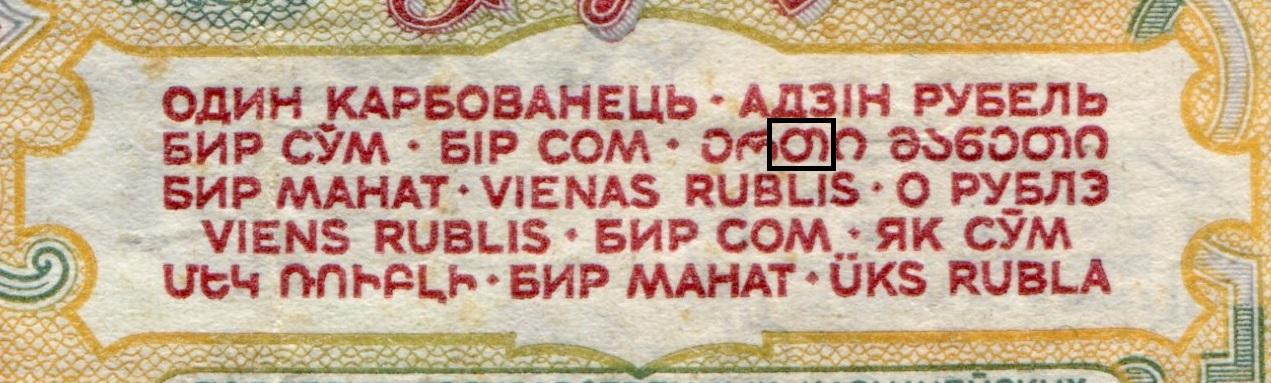 ОДИН КАРБОВАНЕЦЬ · АДЗІН РУБЕЛЬ
БИР СЎМ · БІР СОМ · ერთი მანეთი
БИР МАНАТ · VIENAS RUBLIS · О РУБЛЭ
VIENS RUBLIS · БИР СОМ · ЯК СӮМ
ՄԵԿ ՌՈՒԲԼԻ · БИР МАНАТ · ÜKS RUBLA